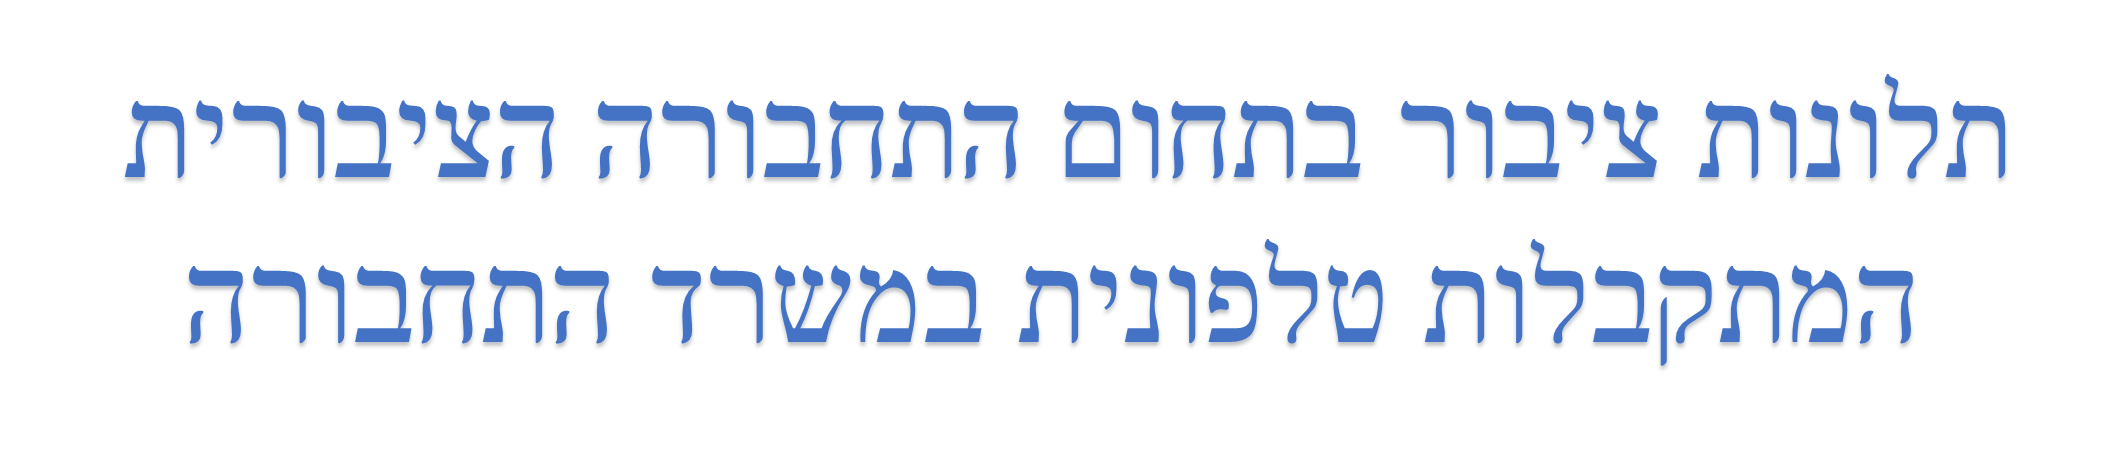 תלונות ציבור בתחום התחבורה הציבורית
המתקבלות טלפונית במשרד התחבורה